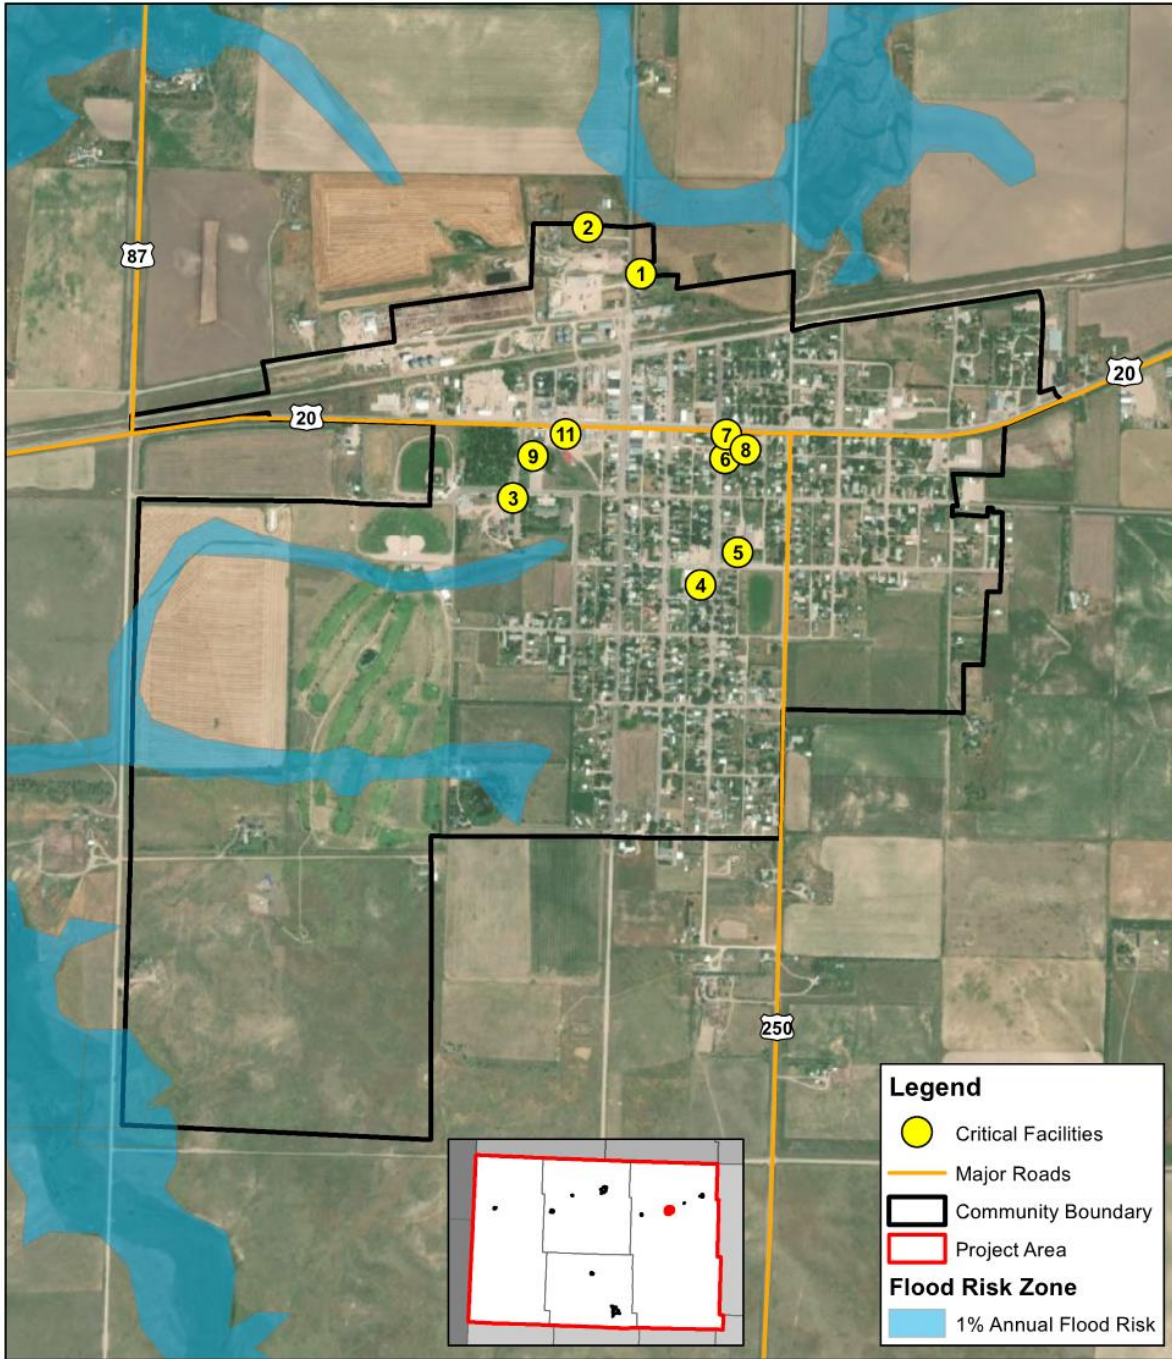 2
1
87
20
20
11
7
8
9
6
3
5
4
250
Legend
Critical Facilities
Major Roads
Community Boundary
Project Area
Flood Risk Zone
1% Annual Flood Risk